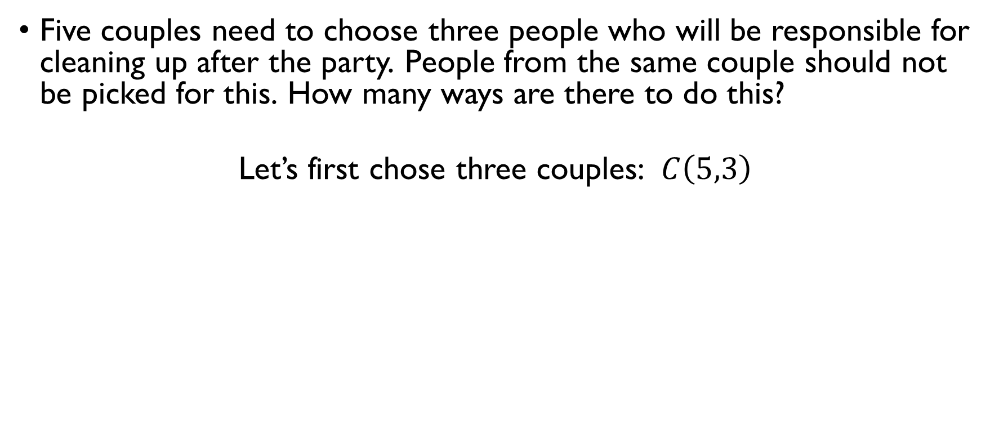 • Five couples need to choose three people who will be responsible for
cleaning up after the party. People from the same couple should not
be picked for this. How many ways are there to do this?
Let’s first chose three couples: C(5,3)